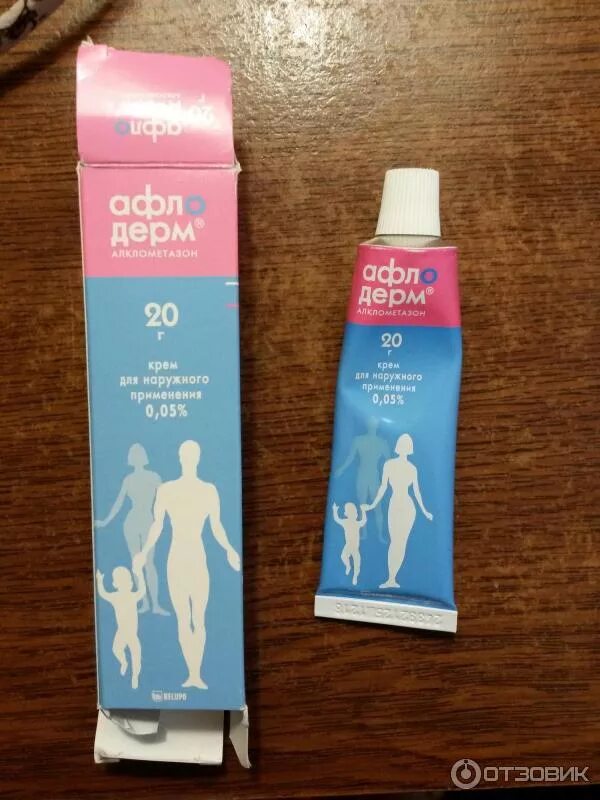 афло
дерм®
АЛКЛОМЕТАЗОН
20
г
крем
для наружного
применения
0,05%
BELUPO
афло
дерм®
АЛКЛОМЕТАЗОН
20
г
крем
для наружного
применения
0,05%
ОТЗОВИК